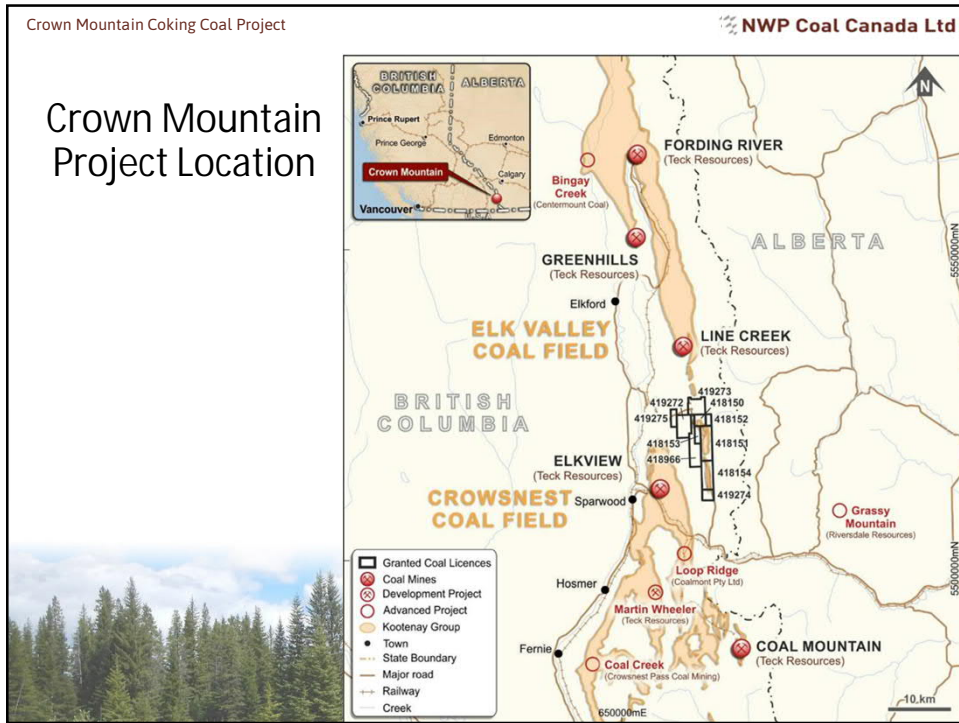 Crown Mountain Coking Coal Project
NWP Coal Canada Ltd
Crown Mountain
Project Location
BRITISH
COLUMBIA
ALBERTA
Prince Rupert
Prince George
Edmonton
Crown Mountain
Calgary
Vancouver
U.S.A
N
FORDING RIVER
(Teck Resources)
Bingay
Creek
(Centermount Coal)
ALBERTA
5550000mN
GREENHILLS
(Teck Resources)
Elkford
ELK VALLEY
COAL FIELD
LINE CREEK
(Teck Resources)
BRITISH
COLUMBIA
419273
419272
418150
419275
418152
418153
418151
418966
418154
419274
ELKVIEW
(Teck Resources)
CROWSNEST
COAL FIELD
Sparwood
Grassy
Mountain
(Riversdale Resources)
Loop Ridge
(Coalmont Pty Ltd)
5500000mN
Hosmer
Martin Wheeler
(Teck Resources)
Fernie
COAL MOUNTAIN
(Teck Resources)
Coal Creek
(Crowsnest Pass Coal Mining)
650000mE
10km
Granted Coal Licences
Coal Mines
Development Project
Advanced Project
Kootenay Group
Town
State Boundary
Major road
Railway
Creek